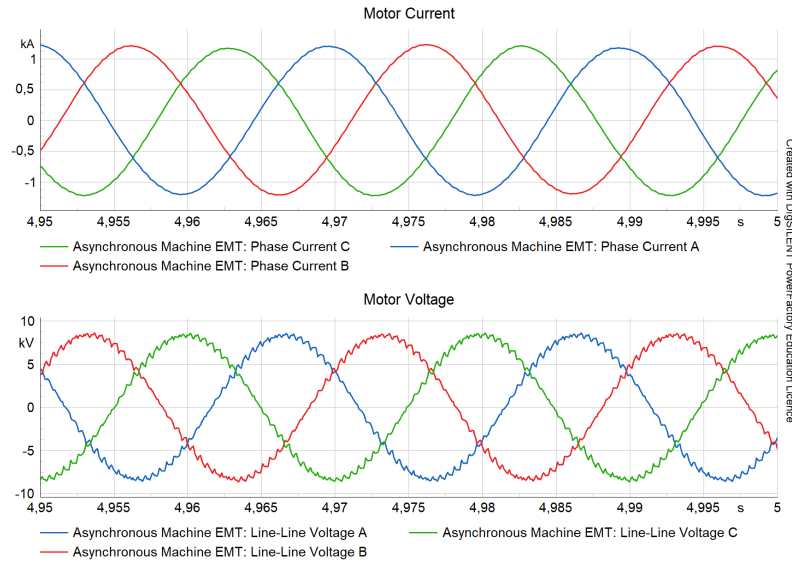 Motor Current
kA
1
0,5
0
-0,5
-1
4,95 4,955 4,96 4,965 4,97 4,975 4,98 4,985 4,99 4,995 s 5
Asynchronous Machine EMT: Phase Current C Asynchronous Machine EMT: Phase Current A
Asynchronous Machine EMT: Phase Current B
Motor Voltage
10
kV
5
0
-5
-10
4,95 4,955 4,96 4,965 4,97 4,975 4,98 4,985 4,99 4,995 s 5
Asynchronous Machine EMT: Line-Line Voltage A Asynchronous Machine EMT: Line-Line Voltage C
Asynchronous Machine EMT: Line-Line Voltage B
Created with DIgSILENT PowerFactory Education Licence